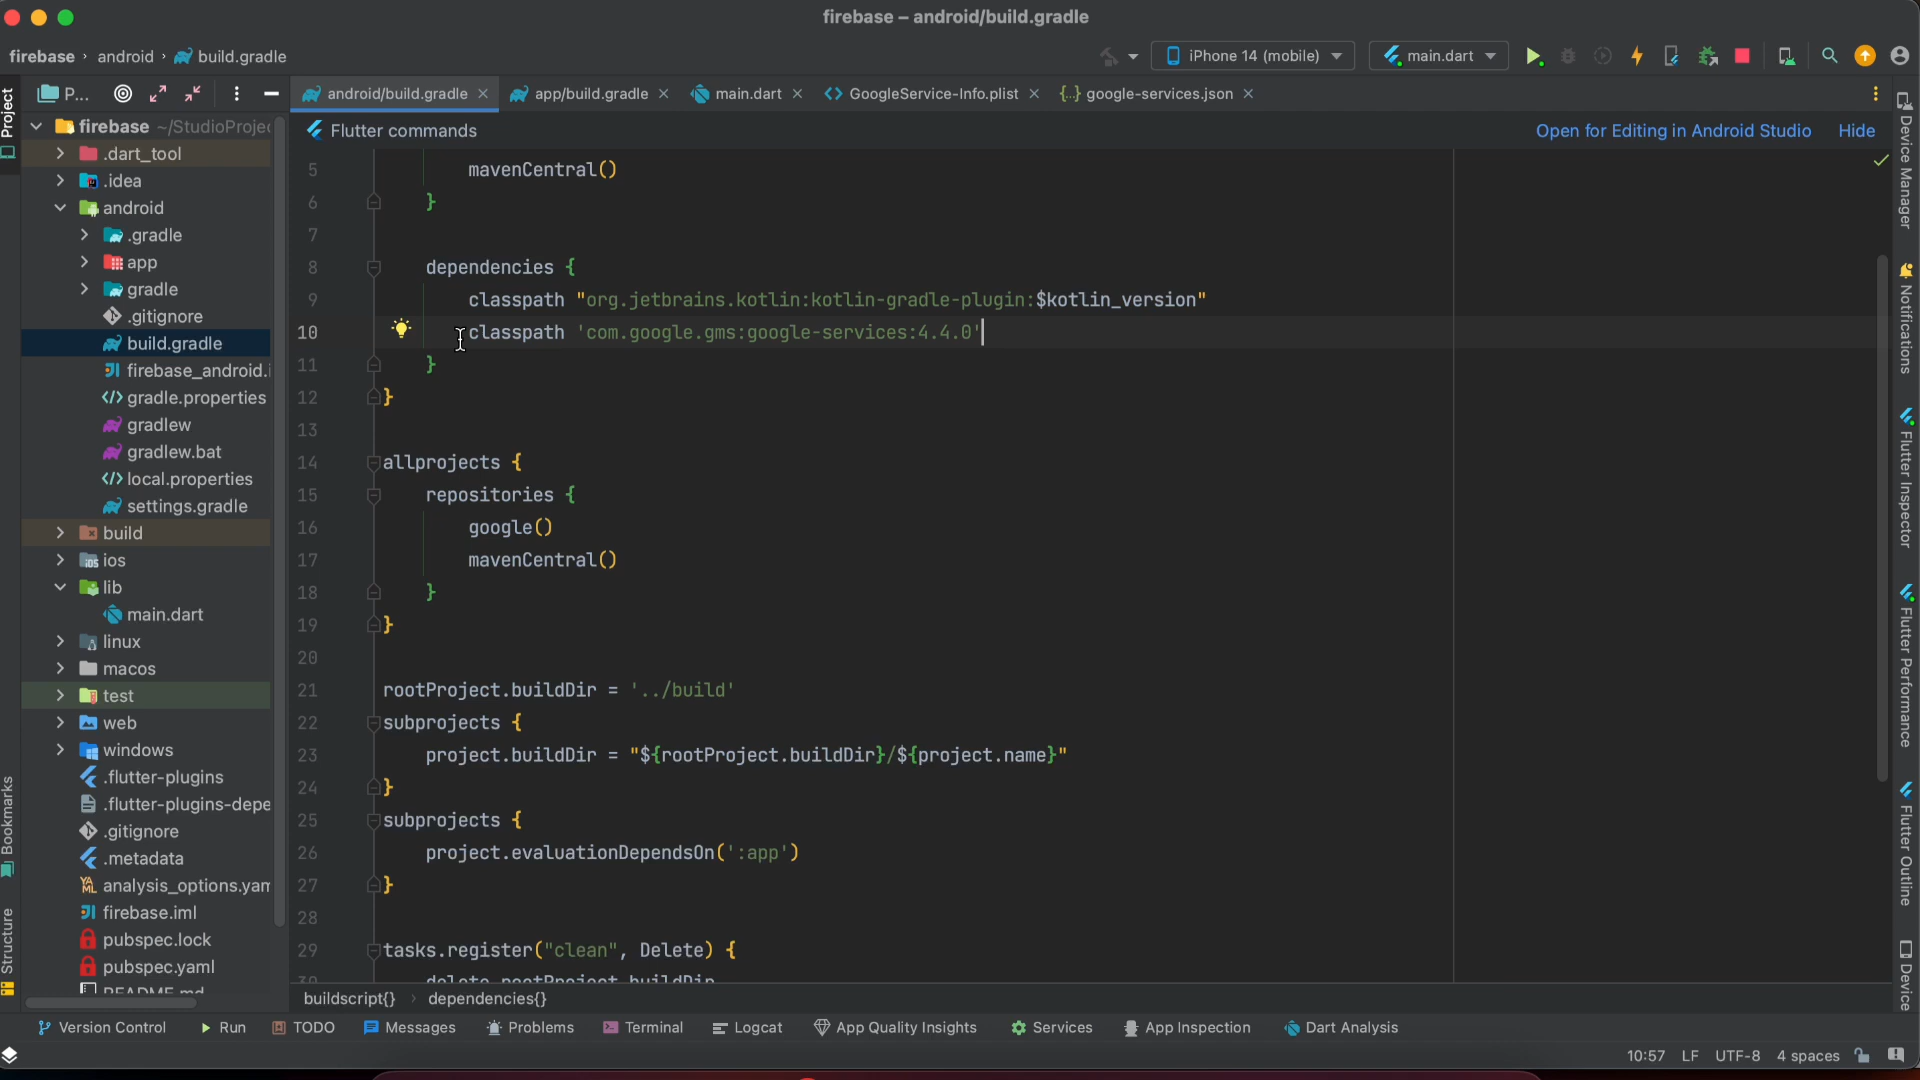 firebase – android/build.gradle
firebase › android › build.gradle
iPhone 14 (mobile)
main.dart
P...
android/build.gradle
app/build.gradle
main.dart
GoogleService-Info.plist
google-services.json
Project
firebase ~/StudioProjec
.dart_tool
.idea
android
.gradle
app
gradle
.gitignore
build.gradle
firebase_android.i
gradle.properties
gradlew
gradlew.bat
local.properties
settings.gradle
build
ios
lib
main.dart
linux
macos
test
web
windows
.flutter-plugins
.flutter-plugins-depe
.gitignore
.metadata
analysis_options.yam
firebase.iml
pubspec.lock
pubspec.yaml
README.md
Bookmarks
Structure
Flutter commands
Open for Editing in Android Studio
Hide
5 mavenCentral()
6 }
7
8 dependencies {
9 classpath "org.jetbrains.kotlin:kotlin-gradle-plugin:$kotlin_version"
10 classpath 'com.google.gms:google-services:4.4.0'
11 }
12 }
13
14 allprojects {
15 repositories {
16 google()
17 mavenCentral()
18 }
19 }
20
21 rootProject.buildDir = '../build'
22 subprojects {
23 project.buildDir = "${rootProject.buildDir}/${project.name}"
24 }
25 subprojects {
26 project.evaluationDependsOn(':app')
27 }
28
29 tasks.register("clean", Delete) {
30 delete rootProject.buildDir
buildscript{} › dependencies{}
Device Manager
Notifications
Flutter Inspector
Flutter Performance
Flutter Outline
Device
Version Control
Run
TODO
Messages
Problems
Terminal
Logcat
App Quality Insights
Services
App Inspection
Dart Analysis
10:57 LF UTF-8 4 spaces